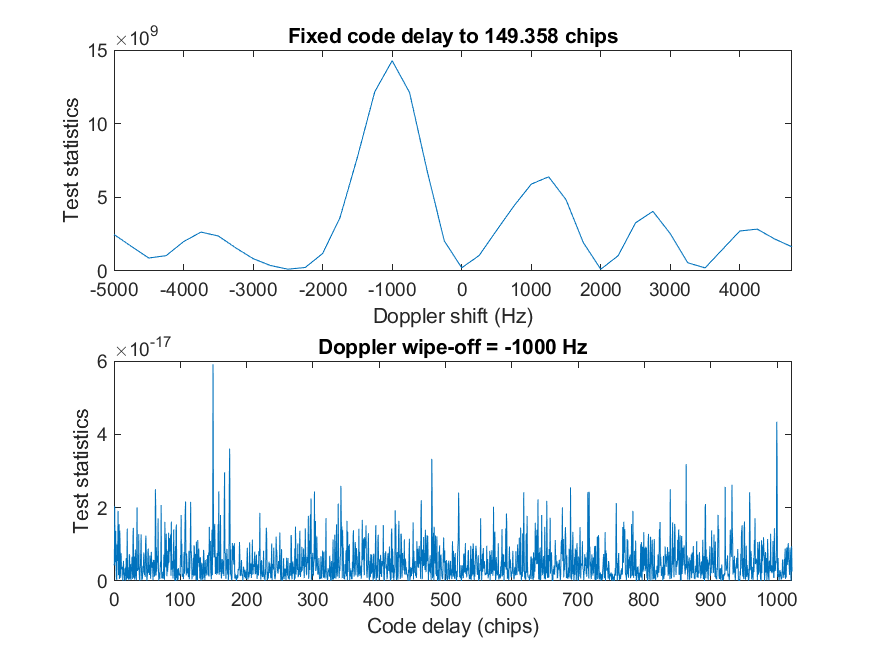 Fixed code delay to 149.358 chips
×10^9
15
10
5
0
Test statistics
-5000 -4000 -3000 -2000 -1000 0 1000 2000 3000 4000
Doppler shift (Hz)
Doppler wipe-off = -1000 Hz
×10^-17
6
4
2
0
Test statistics
0 100 200 300 400 500 600 700 800 900 1000
Code delay (chips)